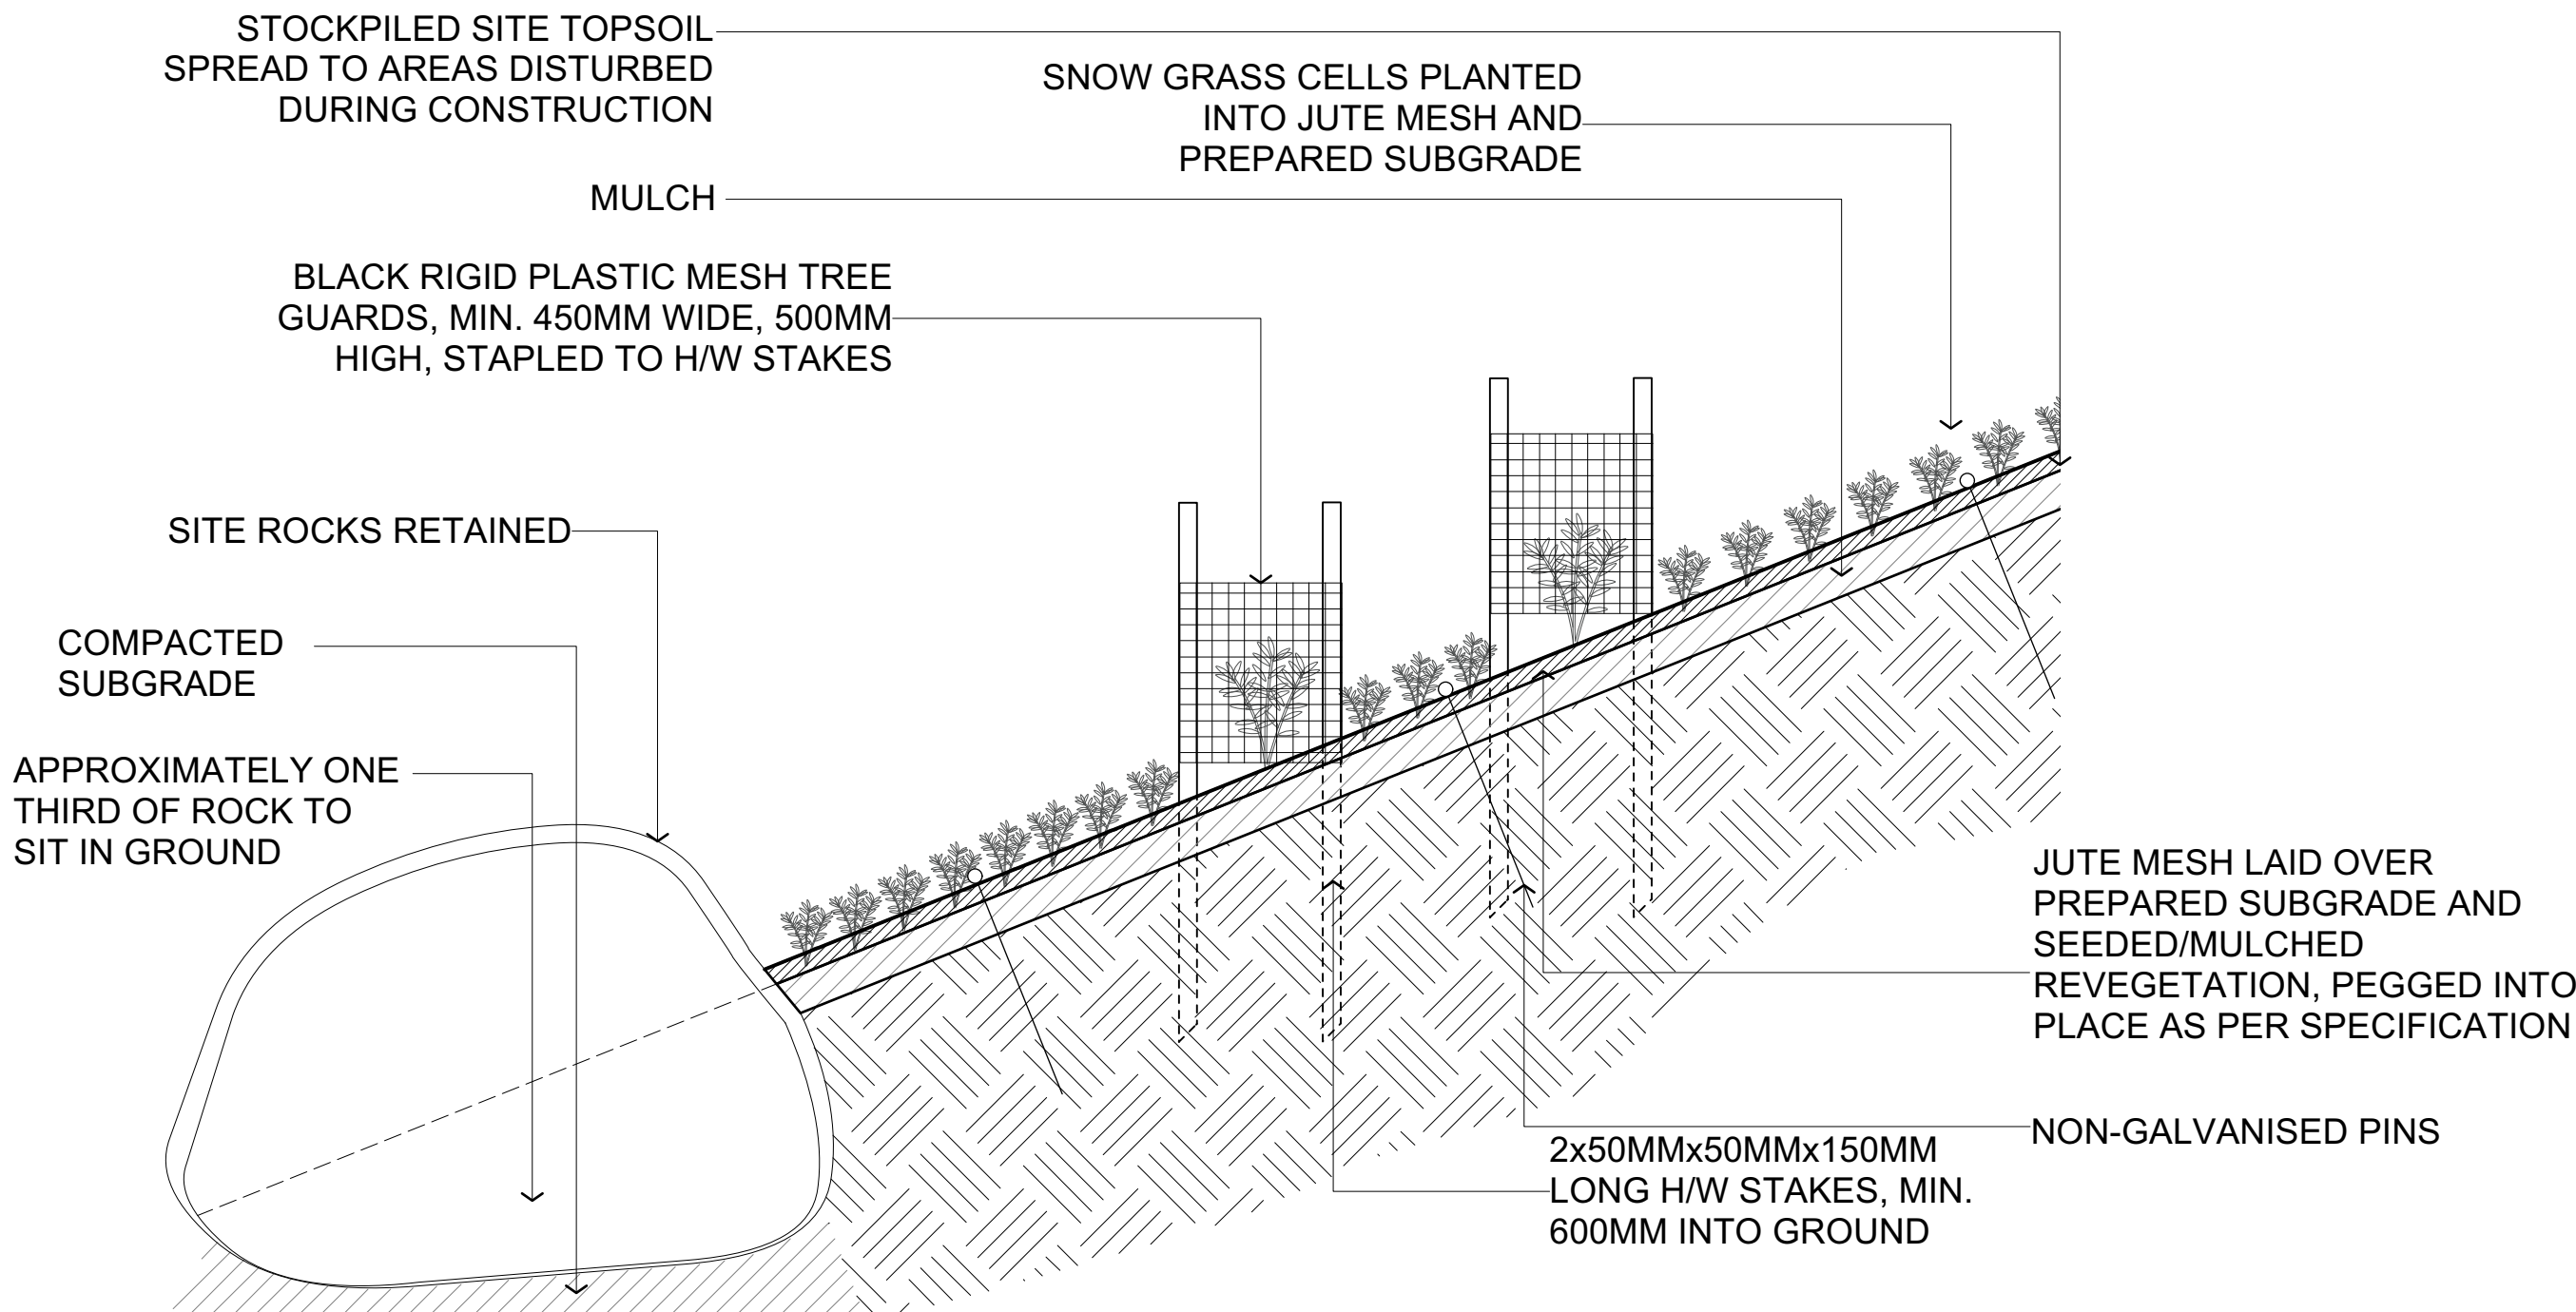 STOCKPILED SITE TOPSOIL
SPREAD TO AREAS DISTURBED
DURING CONSTRUCTION
SNOW GRASS CELLS PLANTED
INTO JUTE MESH AND
PREPARED SUBGRADE
MULCH
BLACK RIGID PLASTIC MESH TREE
GUARDS, MIN. 450MM WIDE, 500MM
HIGH, STAPLED TO H/W STAKES
SITE ROCKS RETAINED
COMPACTED
SUBGRADE
APPROXIMATELY ONE
THIRD OF ROCK TO
SIT IN GROUND
JUTE MESH LAID OVER
PREPARED SUBGRADE AND
SEEDED/MULCHED
REVEGETATION, PEGGED INTO
PLACE AS PER SPECIFICATION
NON-GALVANISED PINS
2x50MMx50MMx150MM
LONG H/W STAKES, MIN.
600MM INTO GROUND